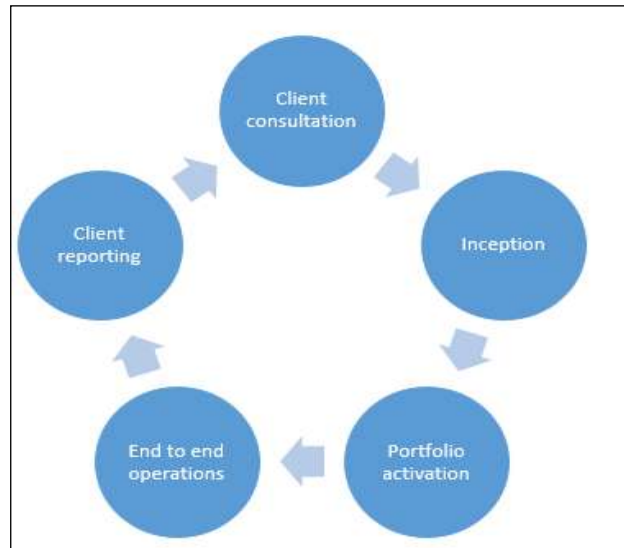 Client
consultation
Inception
Portfolio
activation
End to end
operations
Client
reporting